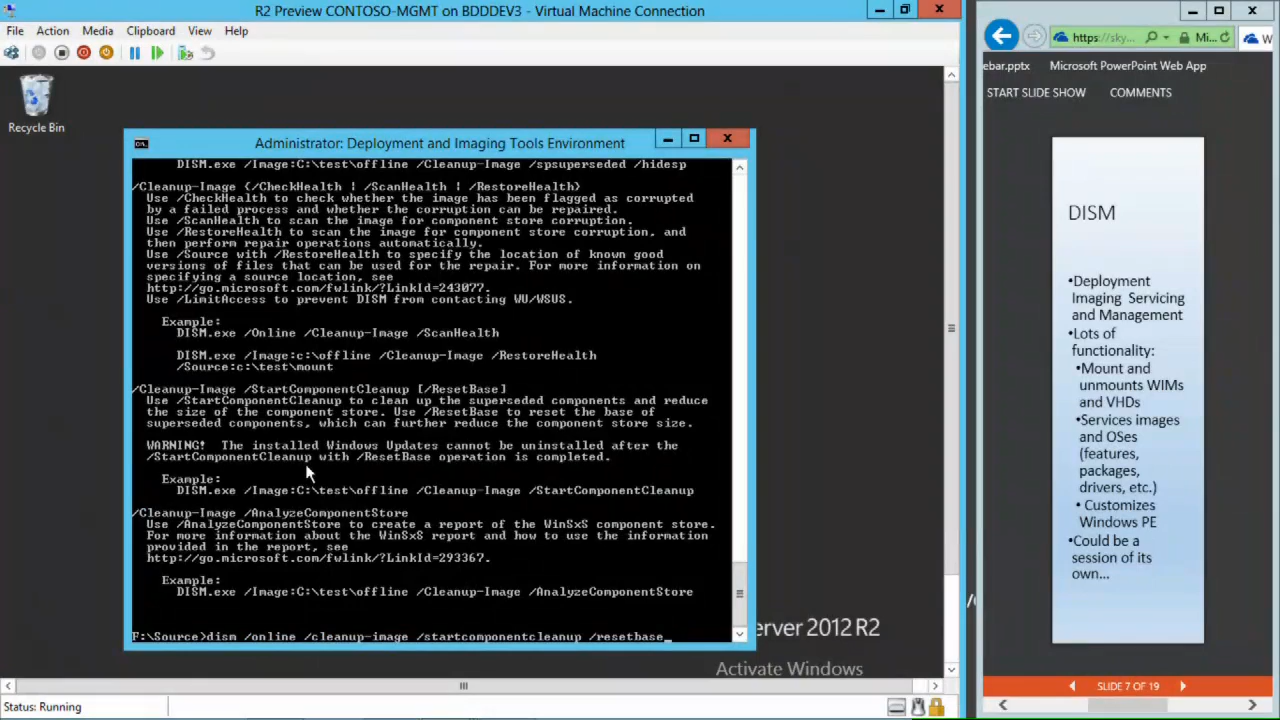 R2 Preview CONTOSO-MGMT on BDDDEV3 - Virtual Machine Connection
File Action Media Clipboard View Help
Recycle Bin
Administrator: Deployment and Imaging Tools Environment
DISM.exe /Image:C:\test\offline /Cleanup-Image /spsuperseded /hidesp
/Cleanup-Image {/CheckHealth | /ScanHealth | /RestoreHealth}
Use /CheckHealth to check whether the image has been flagged as corrupted
by a failed process and whether the corruption can be repaired.
Use /ScanHealth to scan the image for component store corruption.
Use /RestoreHealth to scan the image for component store corruption, and
then perform repair operations automatically.
Use /Source with /RestoreHealth to specify the location of known good
versions of files that can be used for the repair. For more information on
specifying a source location, see
http://go.microsoft.com/fwlink/?LinkId=243077.
Use /LimitAccess to prevent DISM from contacting WU/WSUS.
Example:
DISM.exe /Online /Cleanup-Image /ScanHealth
DISM.exe /Image:c:\offline /Cleanup-Image /RestoreHealth
/Source:c:\test\mount
/Cleanup-Image /StartComponentCleanup [/ResetBase]
Use /StartComponentCleanup to clean up the superseded components and reduce
the size of the component store. Use /ResetBase to reset the base of
superseded components, which can further reduce the component store size.
WARNING! The installed Windows Updates cannot be uninstalled after the
/StartComponentCleanup with /ResetBase operation is completed.
Example:
DISM.exe /Image:C:\test\offline /Cleanup-Image /StartComponentCleanup
/Cleanup-Image /AnalyzeComponentStore
Use /AnalyzeComponentStore to create a report of the WinSxS component store.
For more information about the WinSxS report and how to use the information
provided in the report, see
http://go.microsoft.com/fwlink/?LinkId=293367.
Example:
DISM.exe /Image:C:\test\offline /Cleanup-Image /AnalyzeComponentStore
F:\Source>dism /online /cleanup-image /startcomponentcleanup /resetbase_
erver 2012 R2
Activate Windows
Status: Running
https://sky... Mi... W
ebar.pptx Microsoft PowerPoint Web App
START SLIDE SHOW COMMENTS
DISM
•Deployment
Imaging Servicing
and Management
•Lots of
functionality:
•Mount and
unmounts WIMs
and VHDs
•Services images
and OSes
(features,
packages,
drivers, etc.)
• Customizes
Windows PE
•Could be a
session of its
own...
SLIDE 7 OF 19